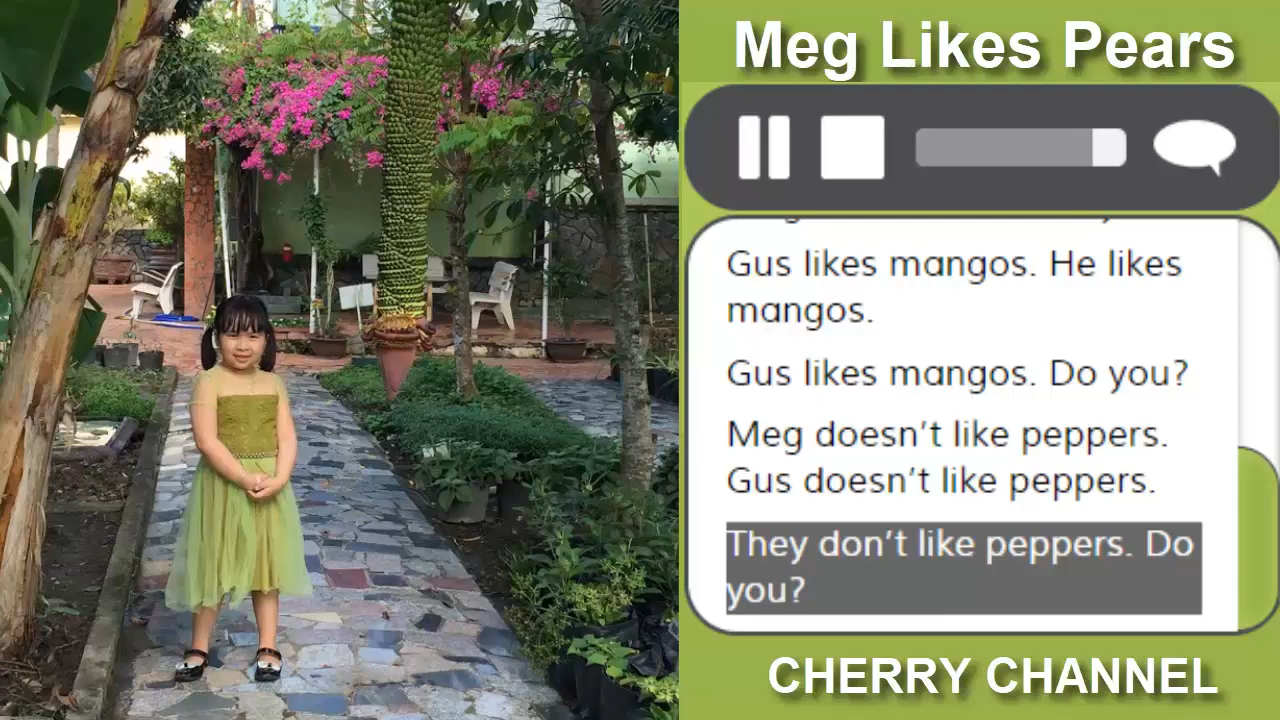 Meg Likes Pears
Gus likes mangos. He likes
mangos.
Gus likes mangos. Do you?
Meg doesn't like peppers.
Gus doesn't like peppers.
They don't like peppers. Do
you?
CHERRY CHANNEL